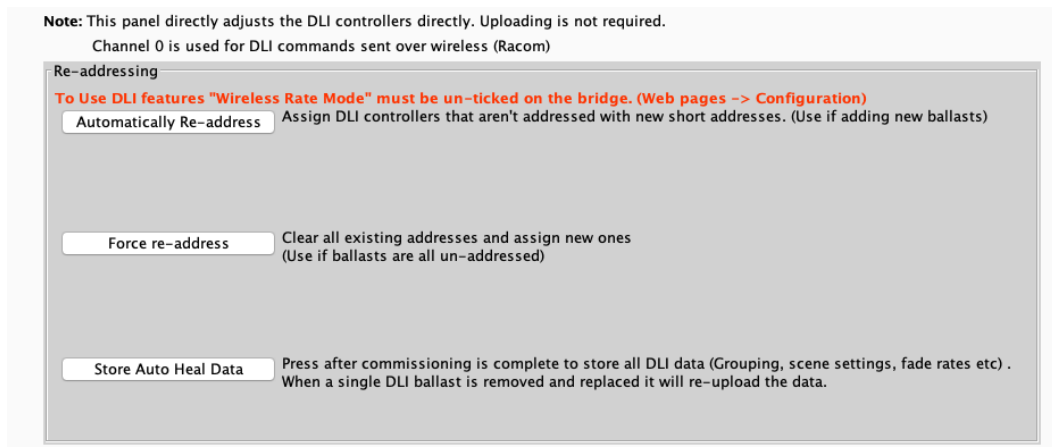 Note: This panel directly adjusts the DLI controllers directly. Uploading is not required.
Channel 0 is used for DLI commands sent over wireless (Racom)
Re-addressing
To Use DLI features "Wireless Rate Mode" must be un-ticked on the bridge. (Web pages -> Configuration)
Automatically Re-address
Assign DLI controllers that aren't addressed with new short addresses. (Use if adding new ballasts)
Force re-address
Clear all existing addresses and assign new ones
(Use if ballasts are all un-addressed)
Store Auto Heal Data
Press after commissioning is complete to store all DLI data (Grouping, scene settings, fade rates etc) .
When a single DLI ballast is removed and replaced it will re-upload the data.